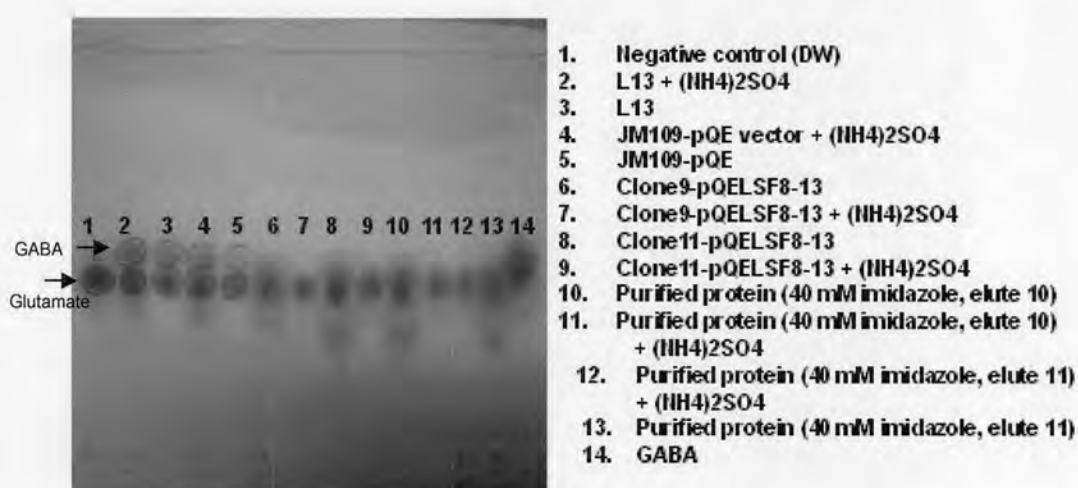 1 2 3 4 5 6 7 8 9 10 11 12 13 14
GABA
Glutamate
1. Negative control (DW)
2. L13 + (NH4)2SO4
3. L13
4. JM109-pQE vector + (NH4)2SO4
5. JM109-pQE
6. Clone9-pQELSF8-13
7. Clone9-pQELSF8-13 + (NH4)2SO4
8. Clone11-pQELSF8-13
9. Clone11-pQELSF8-13 + (NH4)2SO4
10. Purified protein (40 mM imidazole, elute 10)
11. Purified protein (40 mM imidazole, elute 10)
+ (NH4)2SO4
12. Purified protein (40 mM imidazole, elute 11)
+ (NH4)2SO4
13. Purified protein (40 mM imidazole, elute 11)
14. GABA